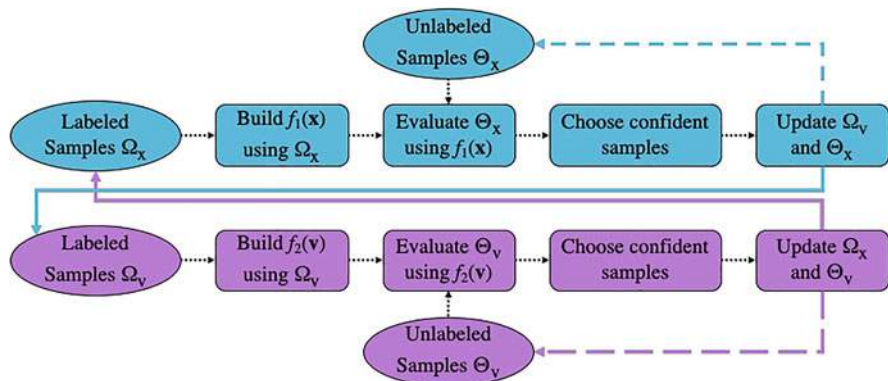 Unlabeled
Samples Θx
Labeled
Samples Ωx
Build f1(x)
using Ωx
Evaluate Θx
using f1(x)
Choose confident
samples
Update Ωv
and Θx
Labeled
Samples Ωv
Build f2(v)
using Ωv
Evaluate Θv
using f2(v)
Choose confident
samples
Update Ωx
and Θv
Unlabeled
Samples Θv